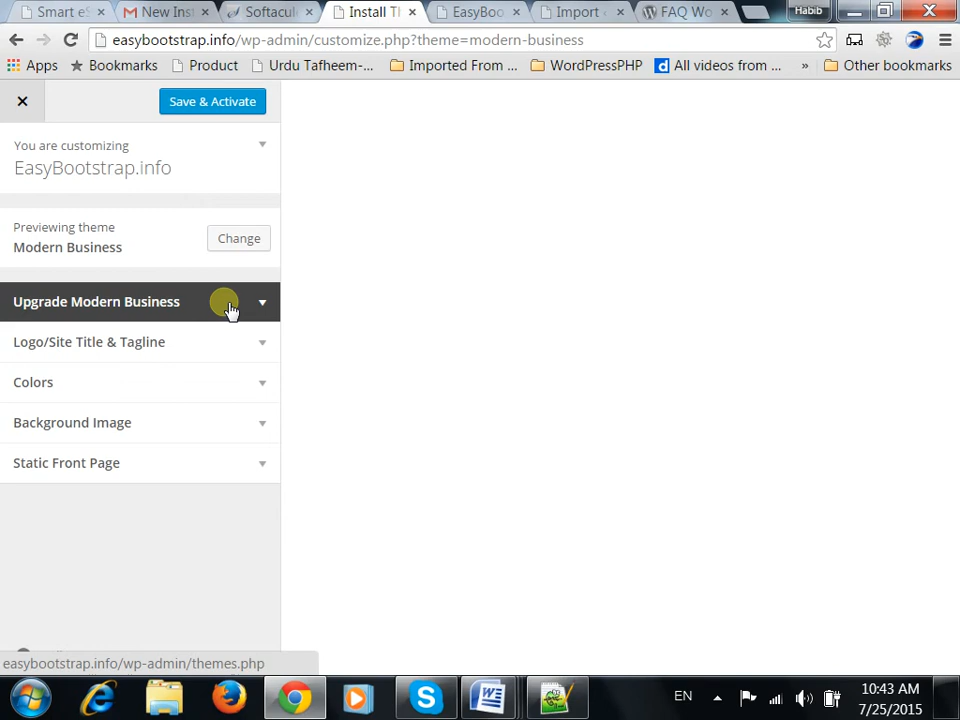 Smart eS
New Inst
Softacul
Install Th
EasyBoo
Import
FAQ Wo
Habib
easybootstrap.info/wp-admin/customize.php?theme=modern-business
Apps
Bookmarks
Product
Urdu Tafheem-...
Imported From ...
WordPressPHP
All videos from ...
»
Other bookmarks
Save & Activate
You are customizing
EasyBootstrap.info
Previewing theme
Modern Business
Change
Upgrade Modern Business
Logo/Site Title & Tagline
Colors
Background Image
Static Front Page
easybootstrap.info/wp-admin/themes.php
EN
10:43 AM
7/25/2015